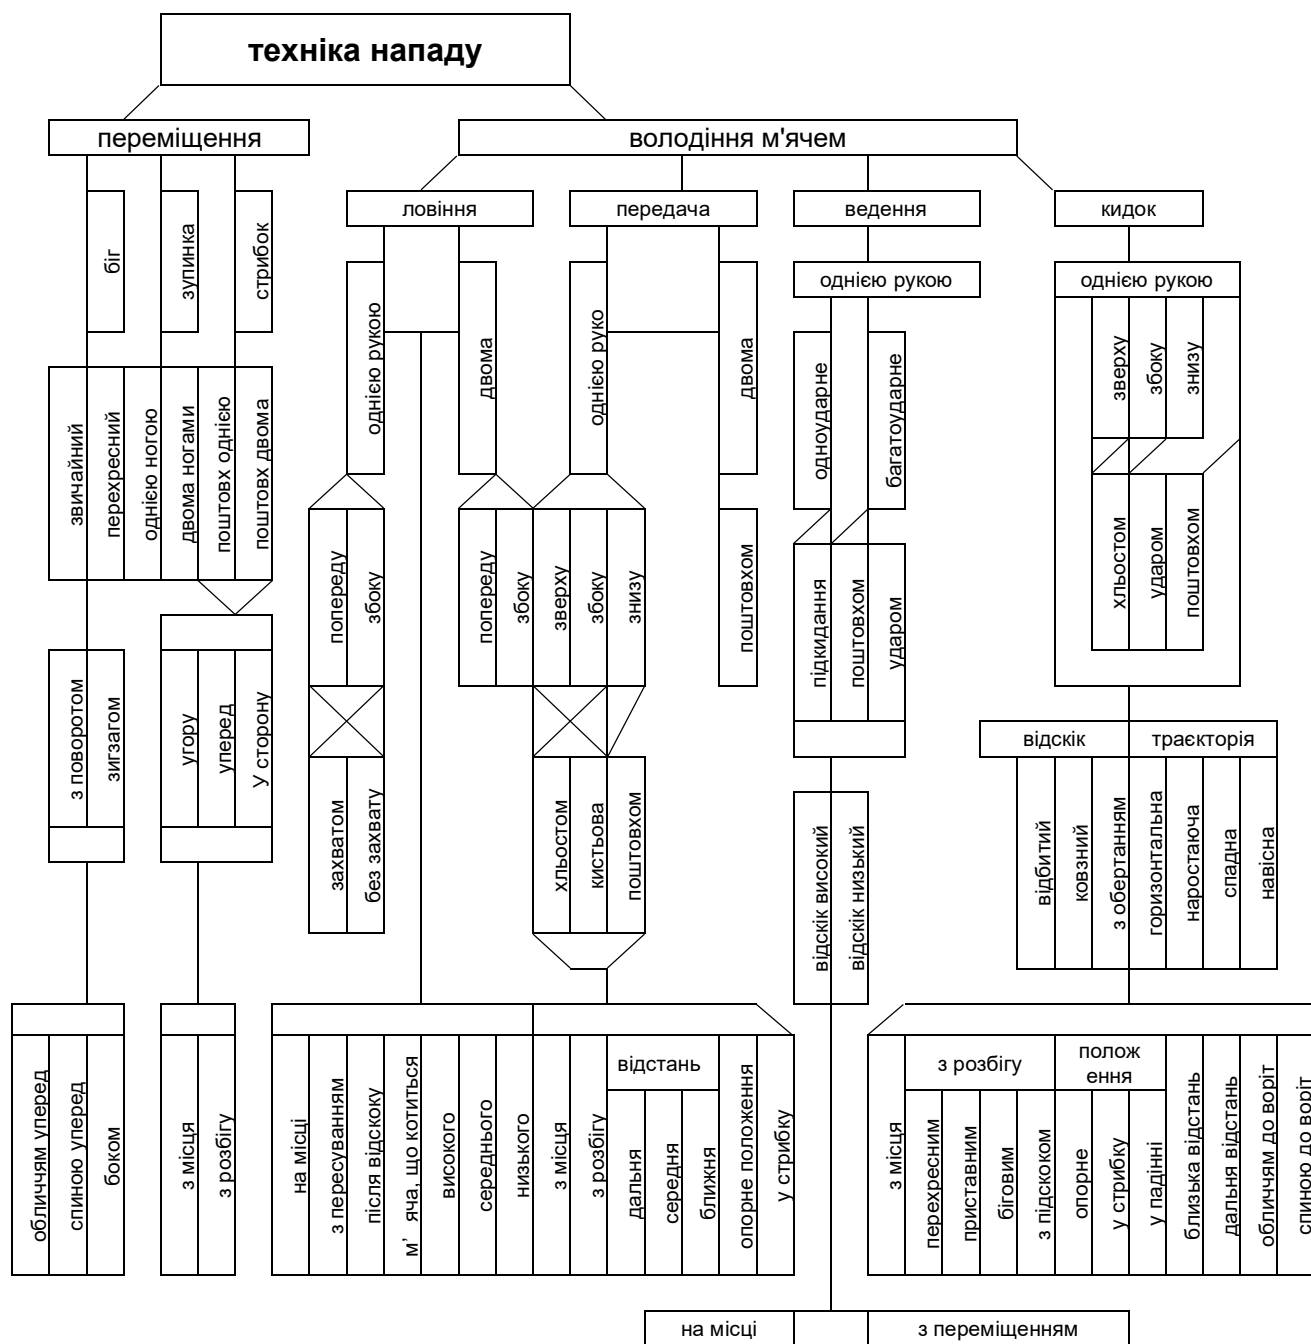 техніка нападу
переміщення
володіння м'ячем
ловіння
передача
ведення
кидок
біг
зупинка
стрибок
однією рукою
двома
однією руко
двома
однією рукою
однією рукою
одноударне
багатоударне
зверху
збоку
знизу
звичайний
перехресний
однією ногою
двома ногами
поштовх однією
поштовх двома
попереду
збоку
попереду
збоку
зверху
збоку
знизу
поштовхом
підкидання
поштовхом
ударом
хльостом
ударом
поштовхом
з поворотом
зигзагом
угору
уперед
У сторону
захватом
без захвату
хльостом
кистьова
поштовхом
відскік високий
відскік низький
відскік
траєкторія
відбитий
ковзний
з обертанням
горизонтальна
наростаюча
спадна
навісна
обличчям уперед
спиною уперед
боком
з місця
з розбігу
на місці
з пересуванням
після відскоку
м' яча, що котиться
високого
середнього
низького
з місця
з розбігу
відстань
дальня
середня
ближня
опорне положення
у стрибку
з місця
з розбігу
перехресним
приставним
біговим
з підскоком
полож
ення
опорне
у стрибку
у падінні
близька відстань
дальня відстань
обличчям до воріт
спиною до воріт
на місці
з переміщенням